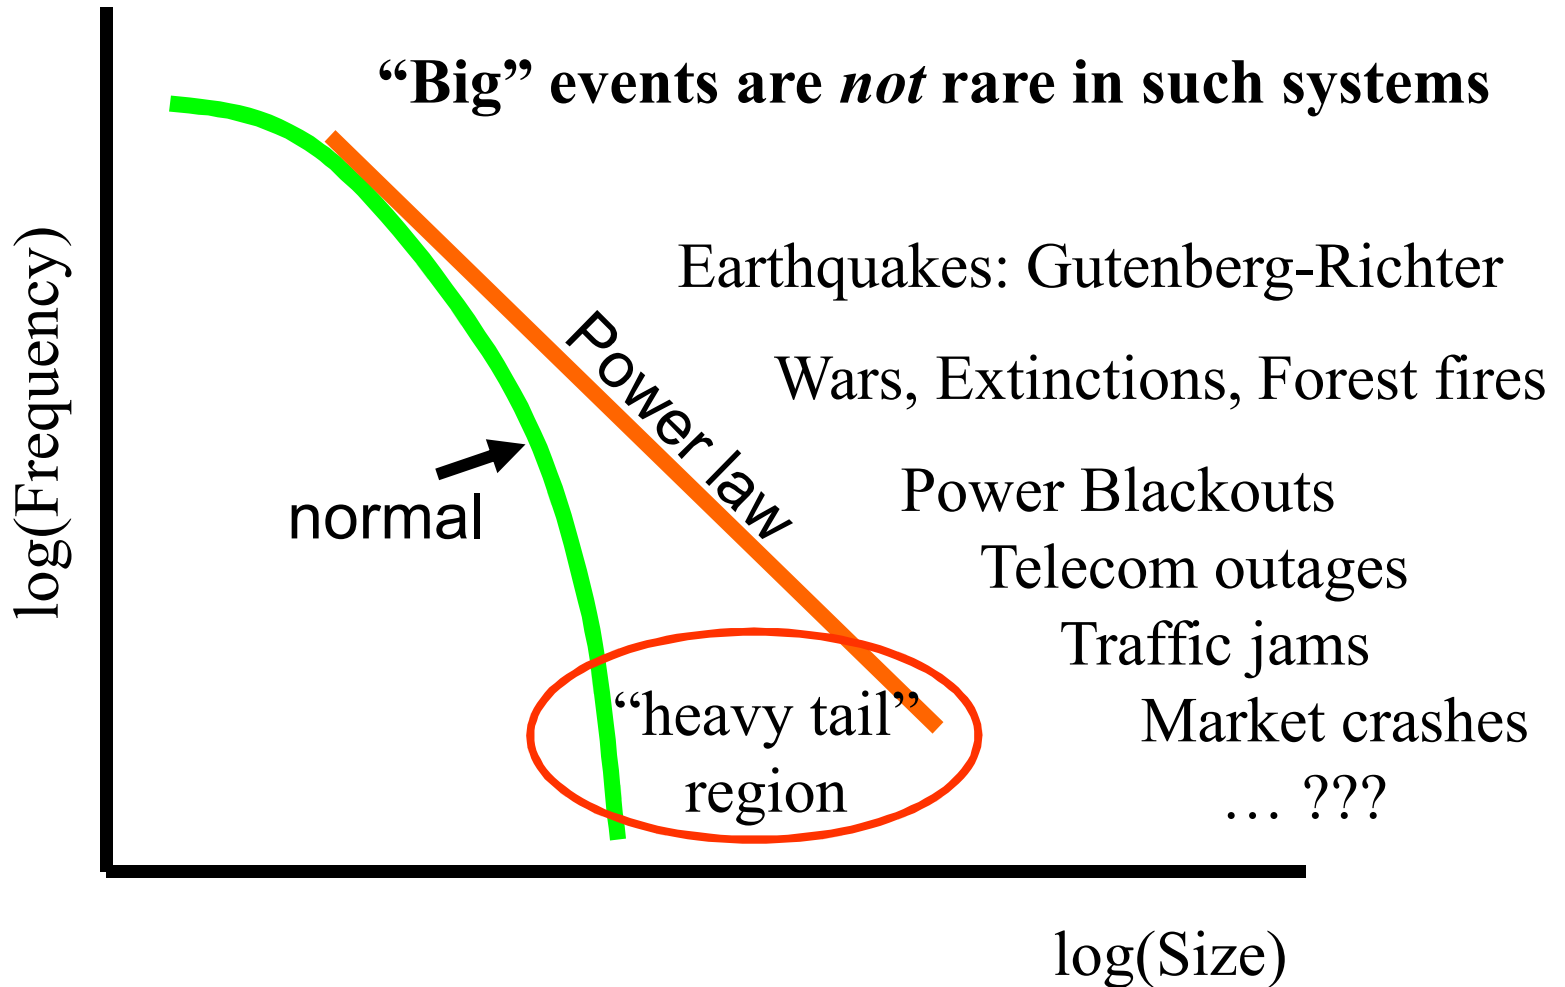 “Big” events are not rare in such systems
Earthquakes: Gutenberg-Richter
Wars, Extinctions, Forest fires
Power Blackouts
Telecom outages
Traffic jams
Market crashes
… ???
log(Frequency)
normal
Power law
“heavy tail”
region
log(Size)